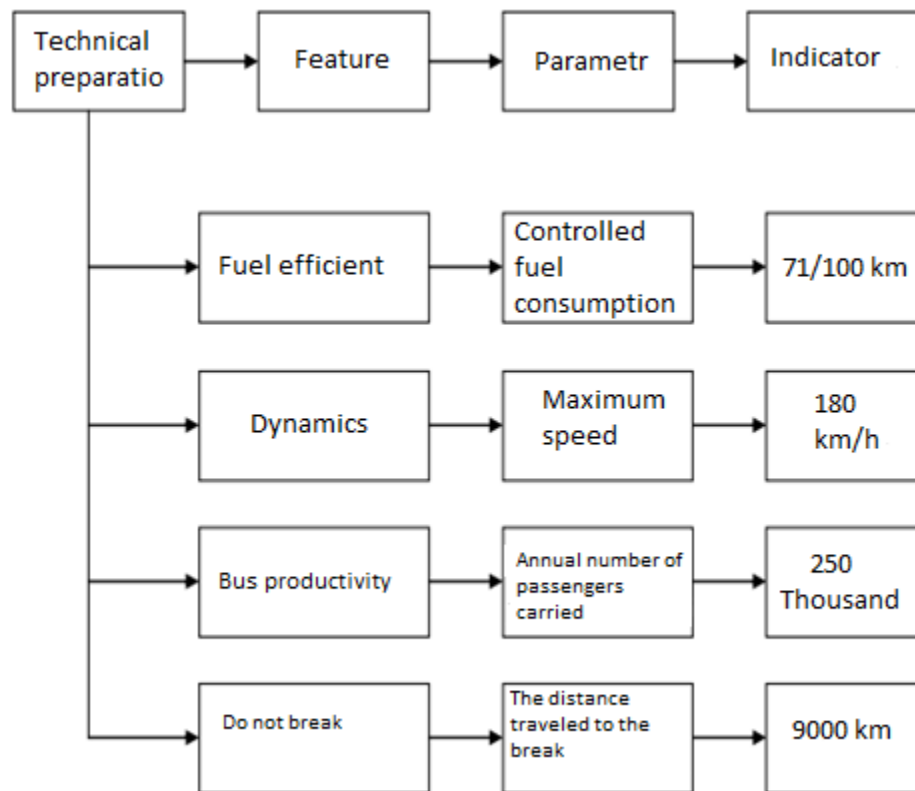 Technical
preparatio
Feature
Parametr
Indicator
Fuel efficient
Controlled
fuel
consumption
71/100 km
Dynamics
Maximum
speed
180
km/h
Bus productivity
Annual number of
passengers
carried
250
Thousand
Do not break
The distance
traveled to the
break
9000 km